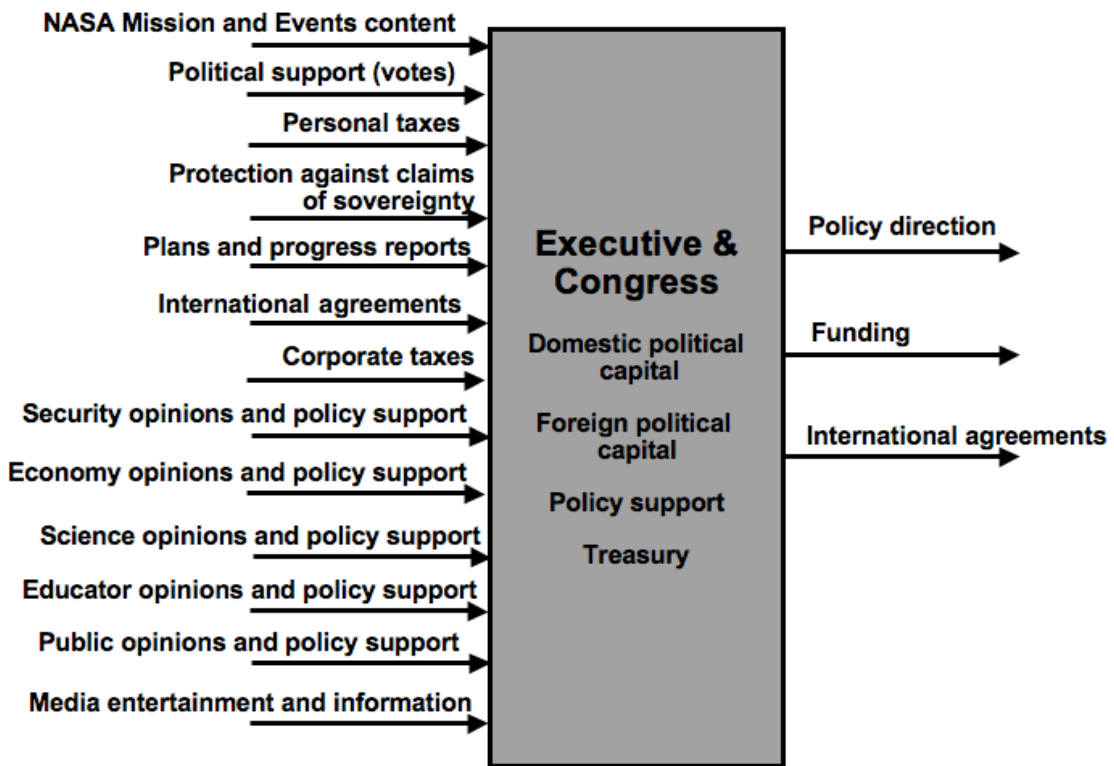 NASA Mission and Events content
Political support (votes)
Personal taxes
Protection against claims
of sovereignty
Plans and progress reports
International agreements
Corporate taxes
Security opinions and policy support
Economy opinions and policy support
Science opinions and policy support
Educator opinions and policy support
Public opinions and policy support
Media entertainment and information
Executive &
Congress
Domestic political
capital
Foreign political
capital
Policy support
Treasury
Policy direction
Funding
International agreements